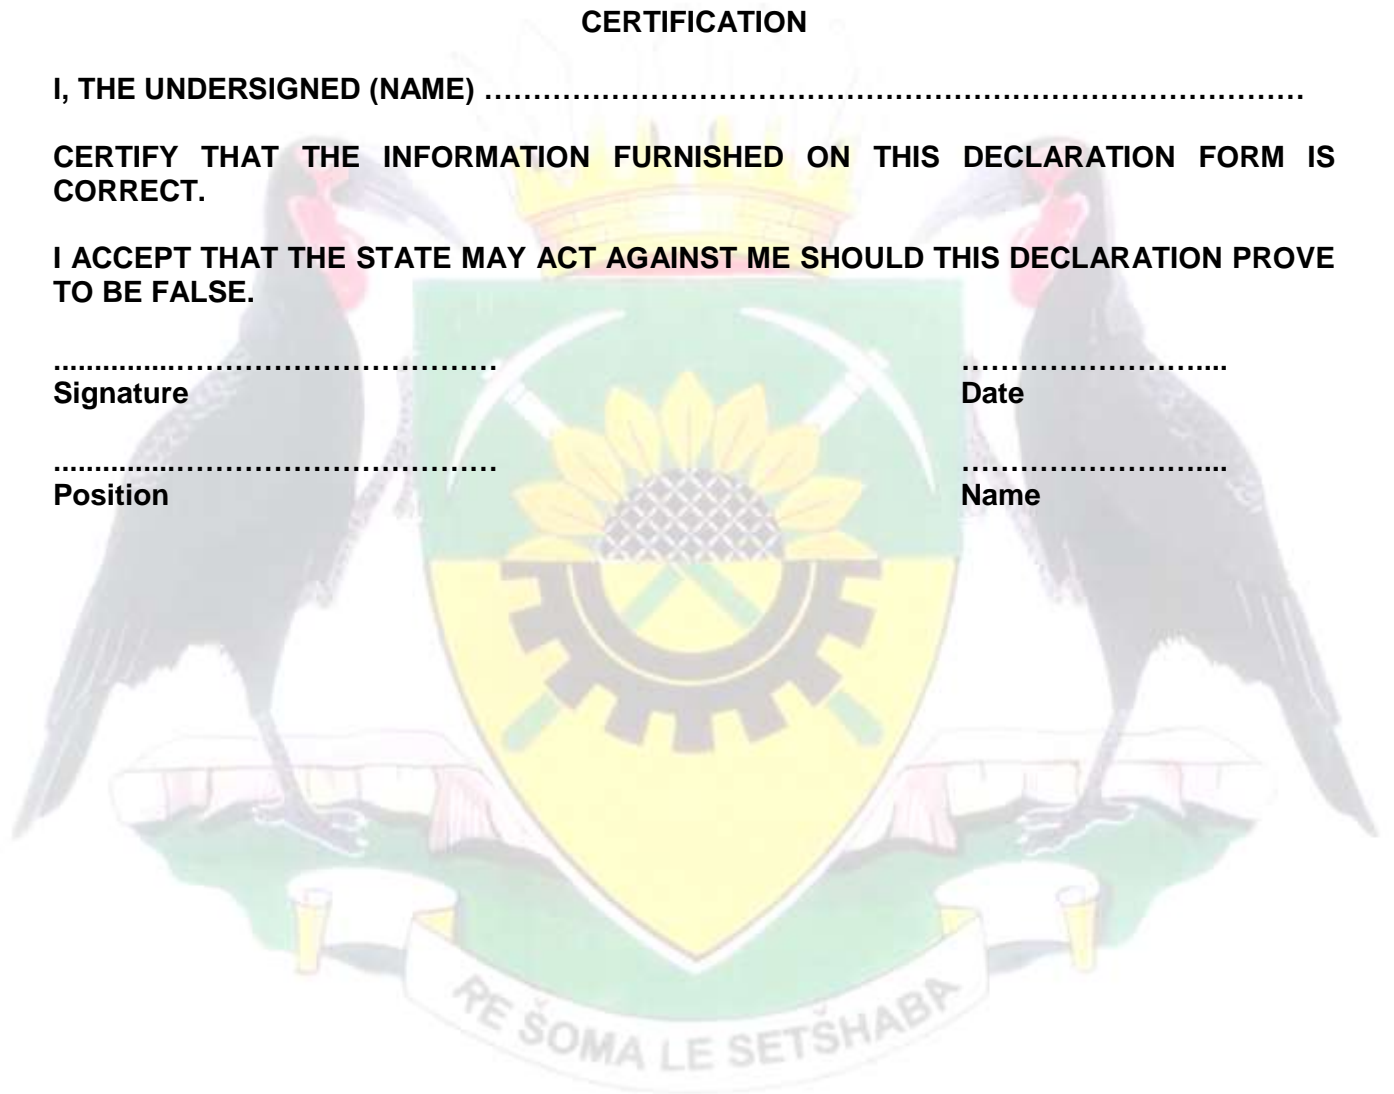 CERTIFICATION
I, THE UNDERSIGNED (NAME) ……………………………………………………………………………
CERTIFY THAT THE INFORMATION FURNISHED ON THIS DECLARATION FORM IS
CORRECT.
I ACCEPT THAT THE STATE MAY ACT AGAINST ME SHOULD THIS DECLARATION PROVE
TO BE FALSE.
...............…………………………… ……………………....
Signature Date
...............…………………………… ……………………....
Position Name
RE ŠOMA LE SETŠHABA